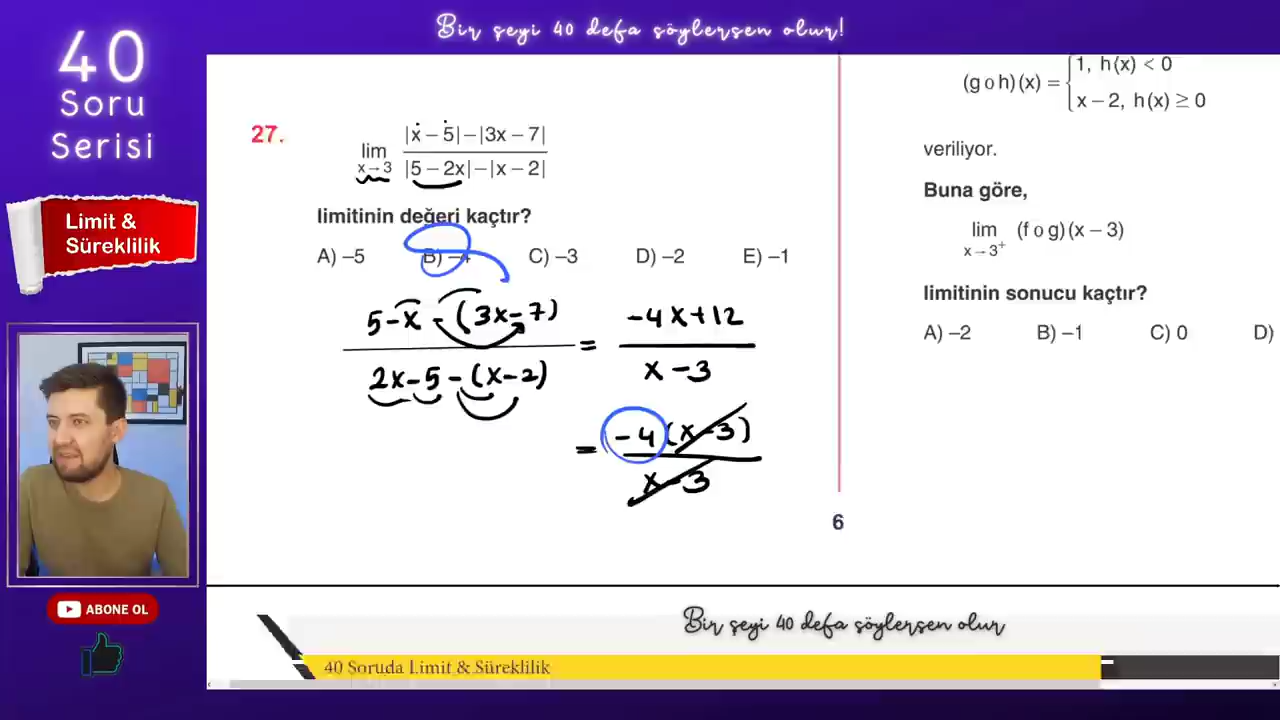 Bir şeyi 40 defa söylersen olur!
40
Soru
Serisi
Limit &
Süreklilik
ABONE OL
27.
lim x→3 |x − 5| − |3x − 7| / |5 − 2x| − |x − 2|
limitinin değeri kaçtır?
A) −5 B) −4 C) −3 D) −2 E) −1
5 − x − (3x − 7) / 2x − 5 − (x − 2) = −4x + 12 / x − 3
= −4 (x − 3) / x − 3
(g o h) (x) = { 1, h(x) < 0
x − 2, h(x) ≥ 0
veriliyor.
Buna göre,
lim x→3⁺ (f o g) (x − 3)
limitinin sonucu kaçtır?
A) −2 B) −1 C) 0 D)
6
Bir şeyi 40 defa söylersen olur
40 Soruda Limit & Süreklilik